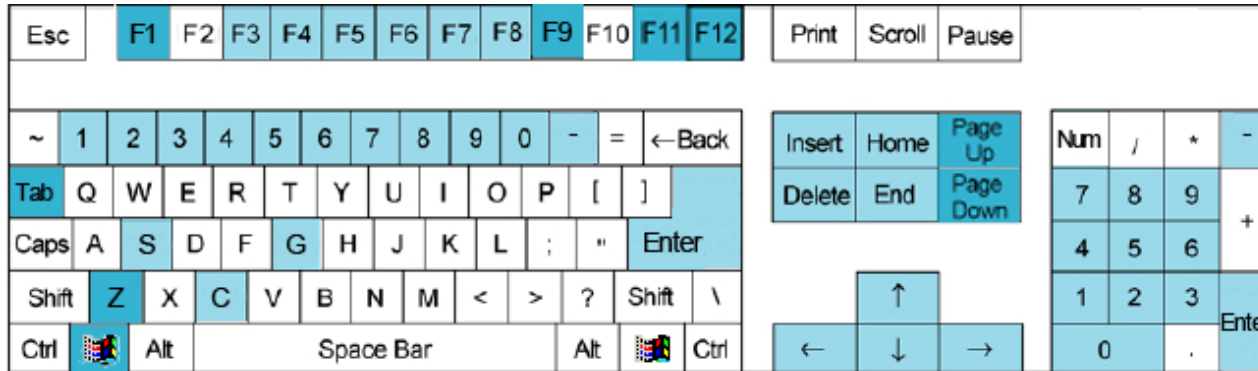 Esc F1 F2 F3 F4 F5 F6 F7 F8 F9 F10 F11 F12 Print Scroll Pause
~ 1 2 3 4 5 6 7 8 9 0 - = ←Back Insert Home Page Up Num / * -
Tab Q W E R T Y U I O P [ ] Delete End Page Down 7 8 9 +
Caps A S D F G H J K L ; " Enter 4 5 6
Shift Z X C V B N M < > ? Shift \ ↑ 1 2 3 Ente
Ctrl Alt Space Bar Alt Ctrl ← ↓ → 0 .